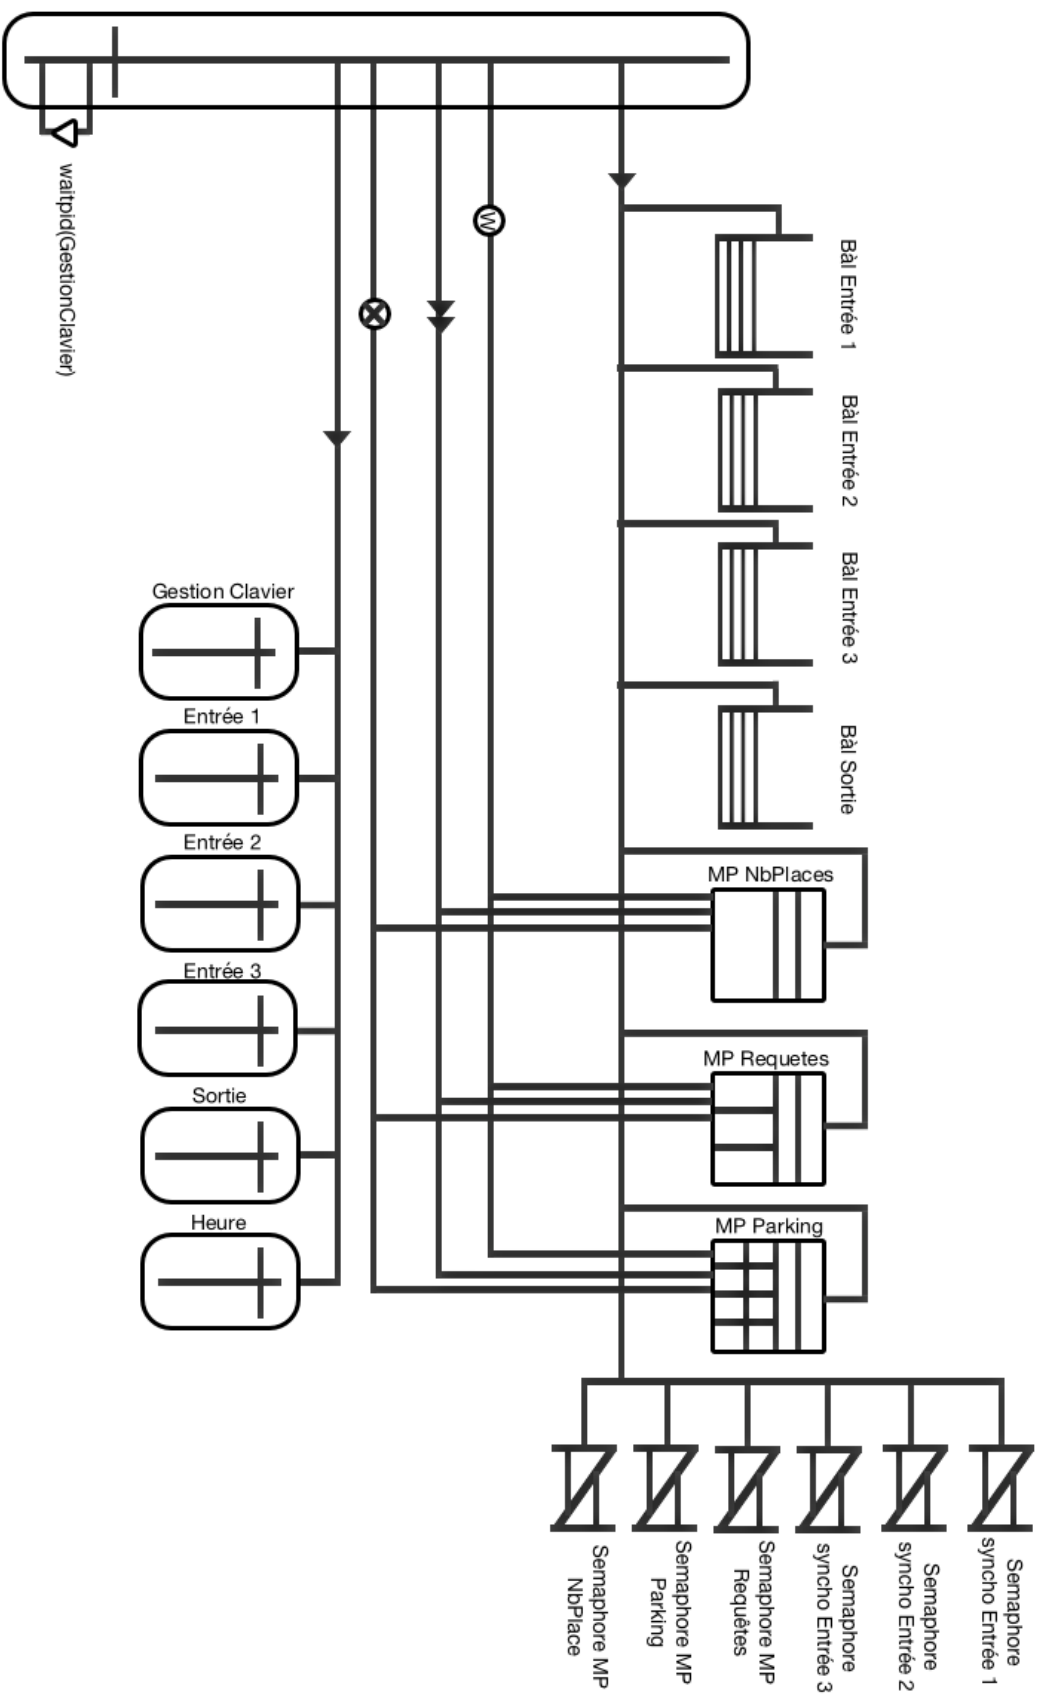 waitpid(GestionClavier)
W
Bàl Entrée 1
Bàl Entrée 2
Bàl Entrée 3
Bàl Sortie
Gestion Clavier
Entrée 1
Entrée 2
Entrée 3
Sortie
Heure
MP NbPlaces
MP Requetes
MP Parking
Semaphore MP
NbPlace
Semaphore MP
Parking
Semaphore MP
Requêtes
Semaphore
syncho Entrée 3
Semaphore
syncho Entrée 2
Semaphore
syncho Entrée 1